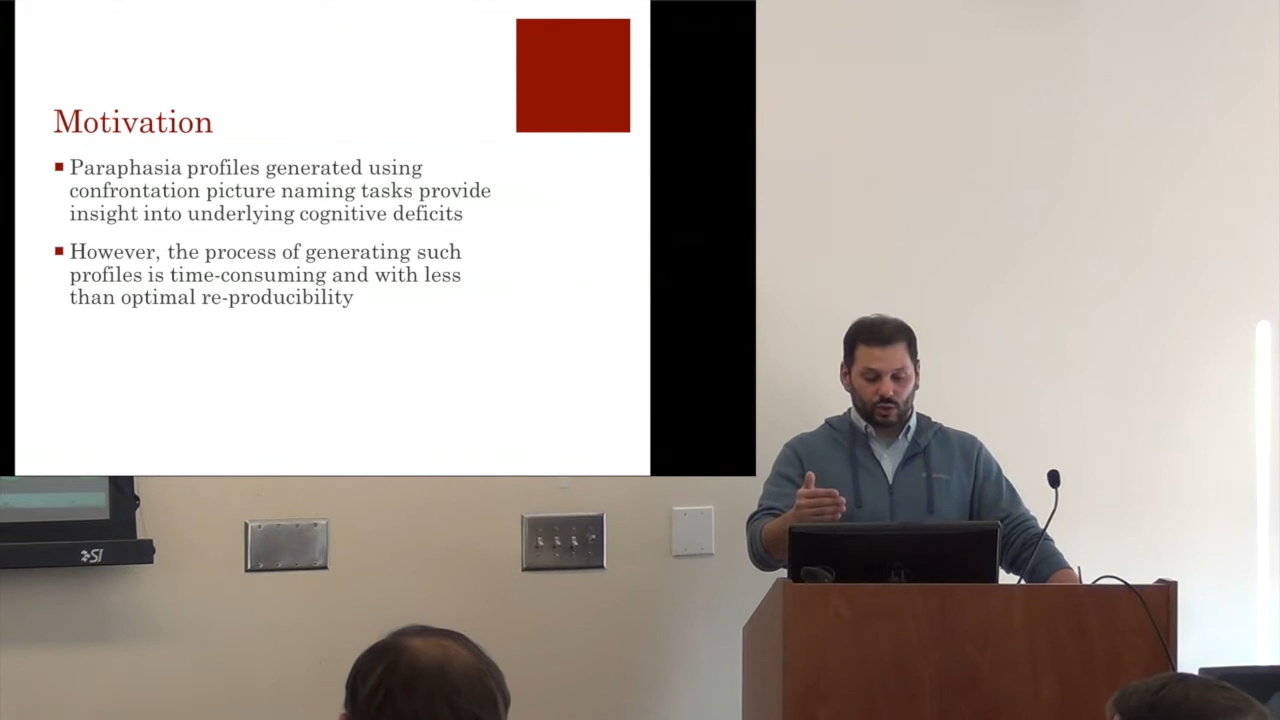 Motivation
Paraphasia profiles generated using
confrontation picture naming tasks provide
insight into underlying cognitive deficits
However, the process of generating such
profiles is time-consuming and with less
than optimal re-producibility